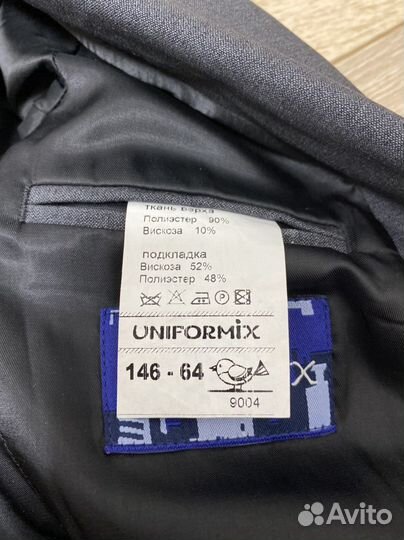 ткань верха
Полиэстер 90%
Вискоза 10%
подкладка
Вискоза 52%
Полиэстер 48%
UNIFORMIX
146 - 64
X
9004
Avito